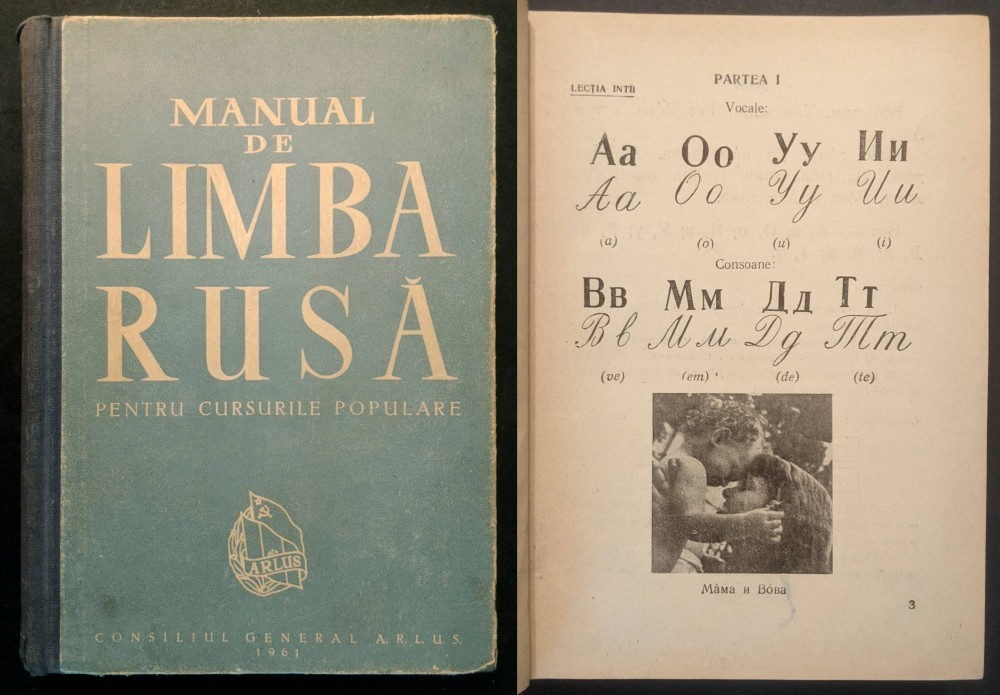 MANUAL
DE
LIMBA
RUSĂ
PENTRU CURSURILE POPULARE
ARLUS
CONSILIUL GENERAL A.R.L.U.S.
1961
PARTEA I
LECȚIA ÎNTÎI
Vocale:
Аа Оо Уу Ии
Аа Оо Уу Ии
(a) (o) (u) (i)
Consoane:
Вв Мм Дд Тт
Вв Мм Дд Тт
(ve) (em) (de) (te)
Ма́ма и Во́ва
3